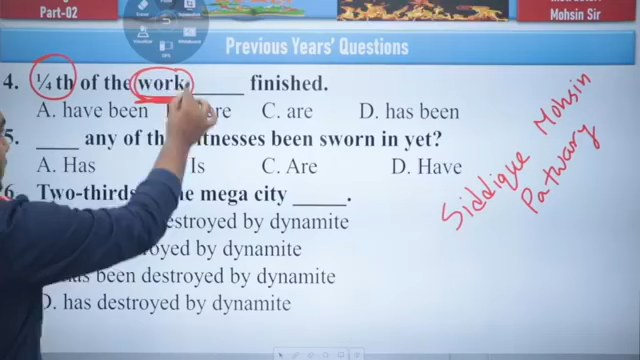 Part-02
Mohsin Sir
Previous Years' Questions
4. ¼ th of the work _____ finished.
A. have been
C. are
D. has been
5. ____ any of the witnesses been sworn in yet?
A. Has
Is
C. Are
D. Have
Two-thirds the mega city ______.
destroyed by dynamite
destroyed by dynamite
has been destroyed by dynamite
D. has destroyed by dynamite
Siddique Mohsin
Patwary